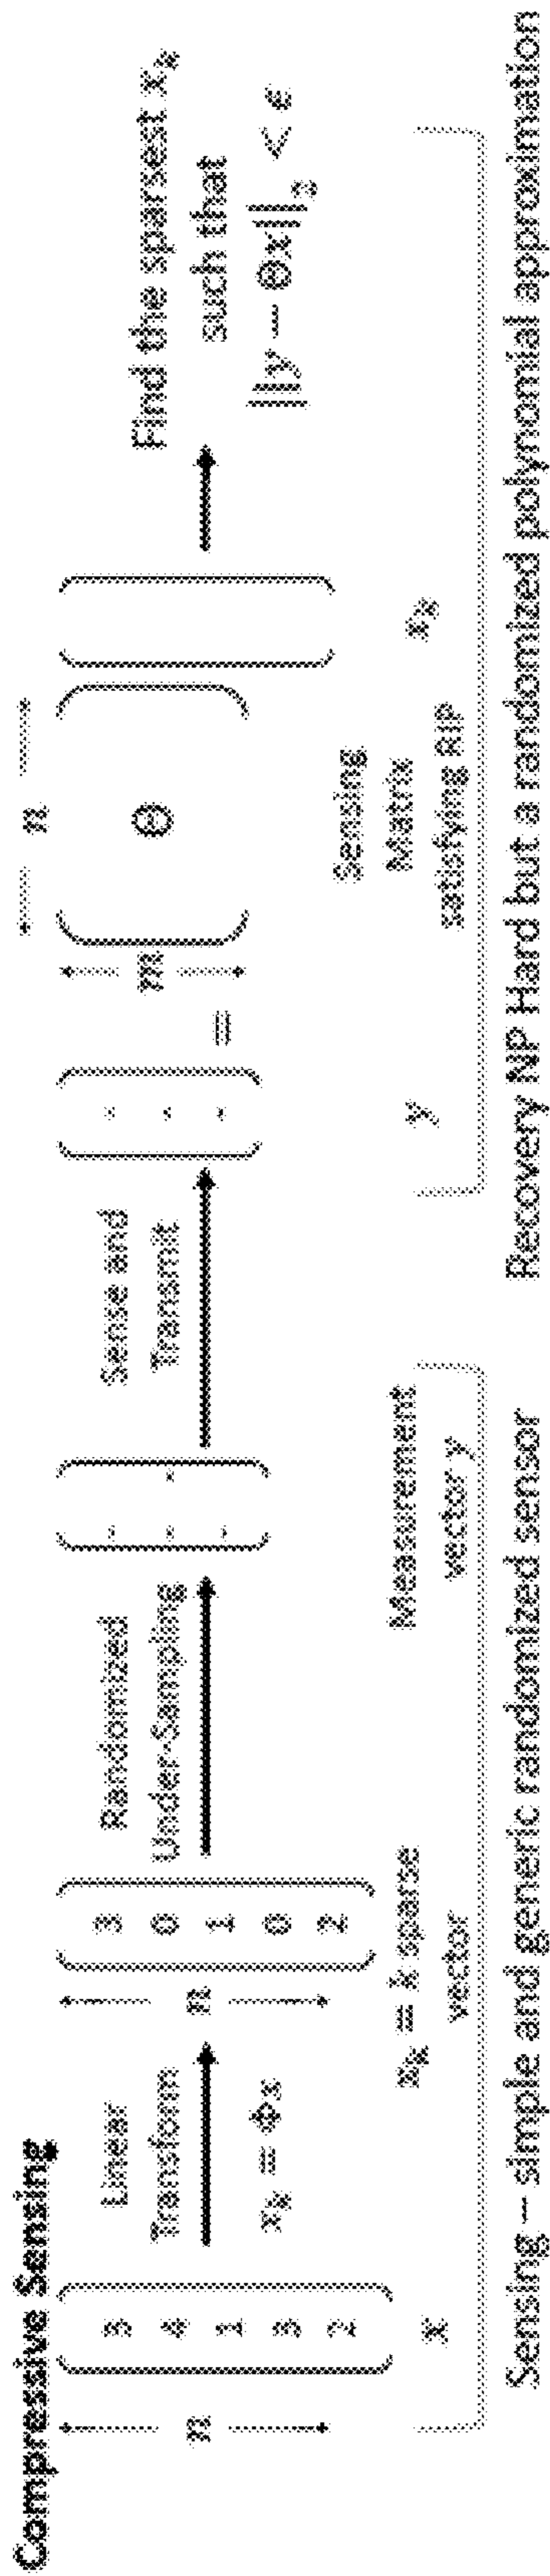 Compressive Sensing
n
3
4
1
3
2
x
Linear
Transform
x_k = Φx
n
3
0
1
0
2
x_k = k sparse
vector
Randomized
Under-Sampling
Measurement
vector y
Sense and
Transmit
y
=
m
n
Θ
Sensing
Matrix
satisfying RIP
x_k
Find the sparsest x_k
such that
||y − Θx||_2 < ε
Sensing – simple and generic randomized sensor
Recovery NP Hard but a randomized polynomial approximation